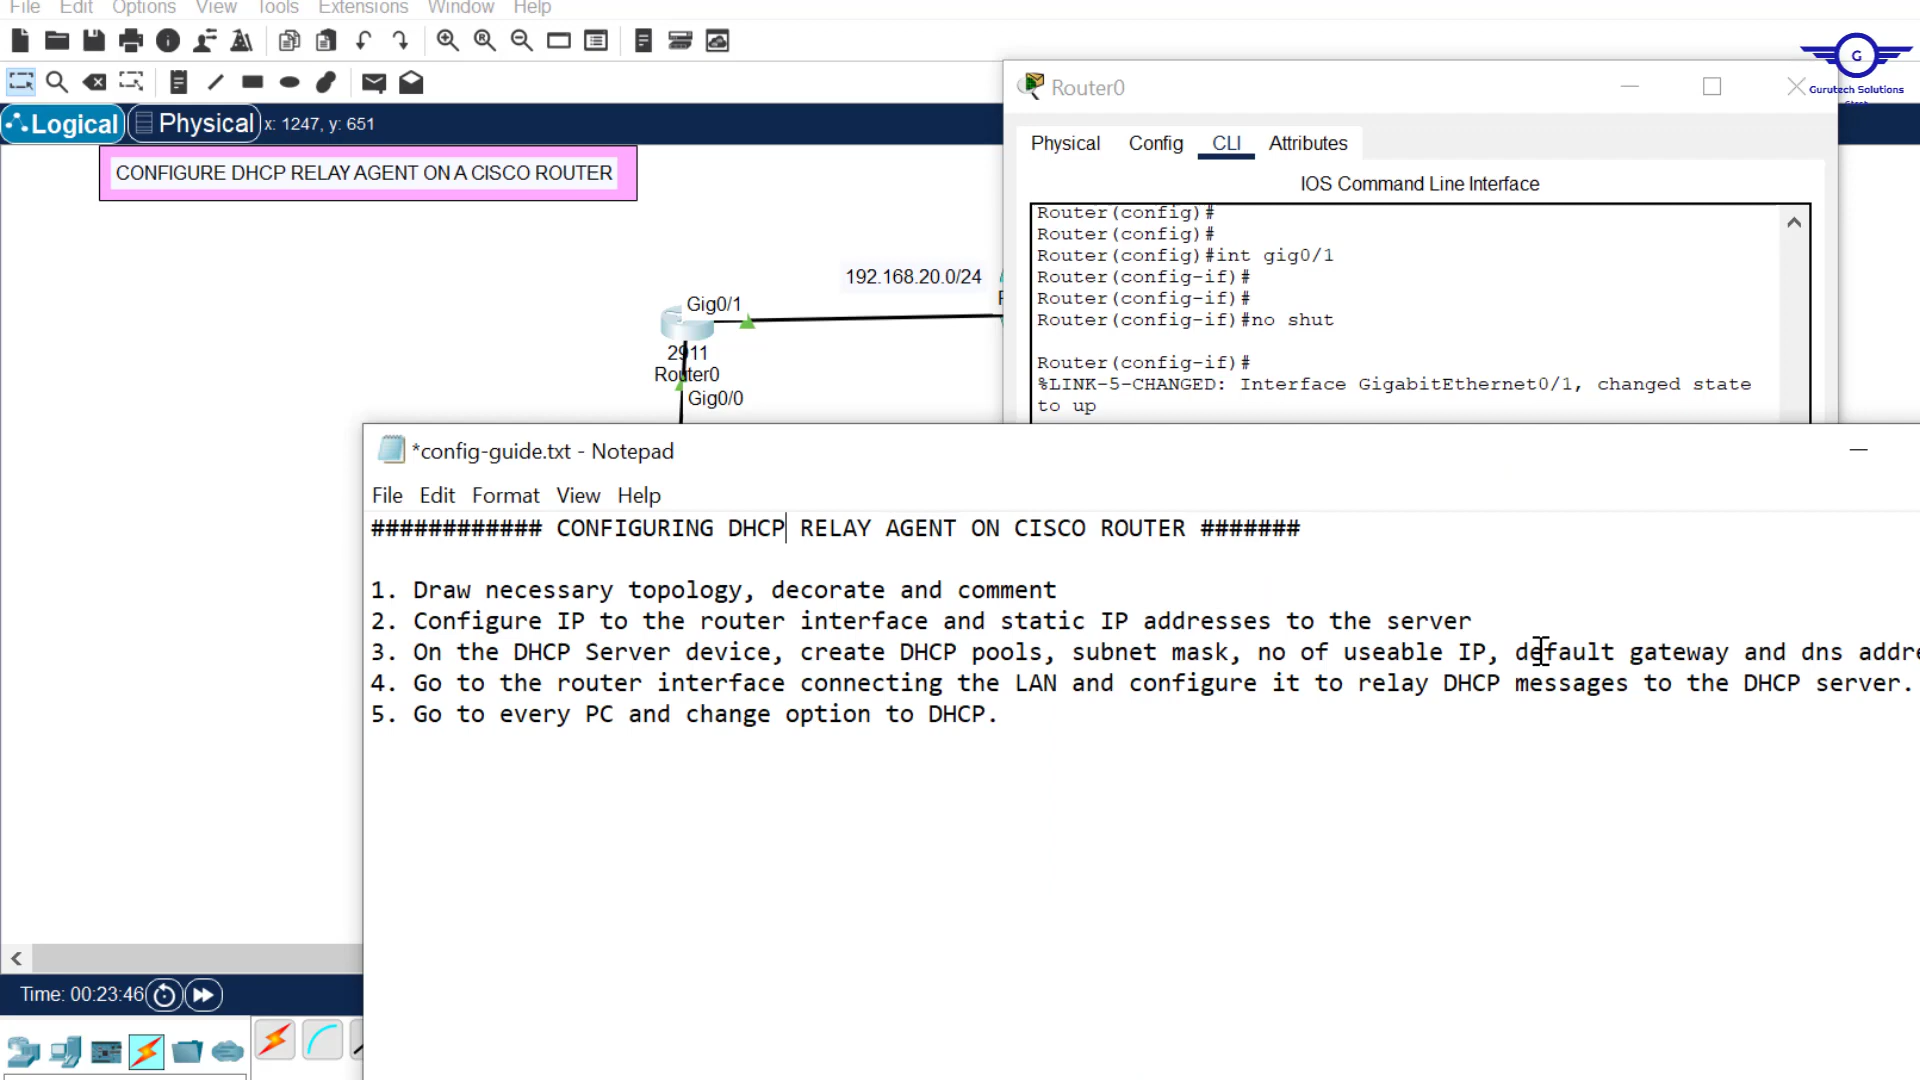 File Edit Options View Tools Extensions Window Help
G
Gurutech Solutions
Router0
Logical
Physical
x: 1247, y: 651
Physical Config CLI Attributes
CONFIGURE DHCP RELAY AGENT ON A CISCO ROUTER
IOS Command Line Interface
Router(config)#
Router(config)#
Router(config)#int gig0/1
Router(config-if)#
Router(config-if)#
Router(config-if)#no shut
Router(config-if)#
%LINK-5-CHANGED: Interface GigabitEthernet0/1, changed state
to up
192.168.20.0/24
Gig0/1
2911
Router0
Gig0/0
*config-guide.txt - Notepad
File Edit Format View Help
############ CONFIGURING DHCP RELAY AGENT ON CISCO ROUTER #######
1. Draw necessary topology, decorate and comment
2. Configure IP to the router interface and static IP addresses to the server
3. On the DHCP Server device, create DHCP pools, subnet mask, no of useable IP, default gateway and dns addre
4. Go to the router interface connecting the LAN and configure it to relay DHCP messages to the DHCP server.
5. Go to every PC and change option to DHCP.
Time: 00:23:46